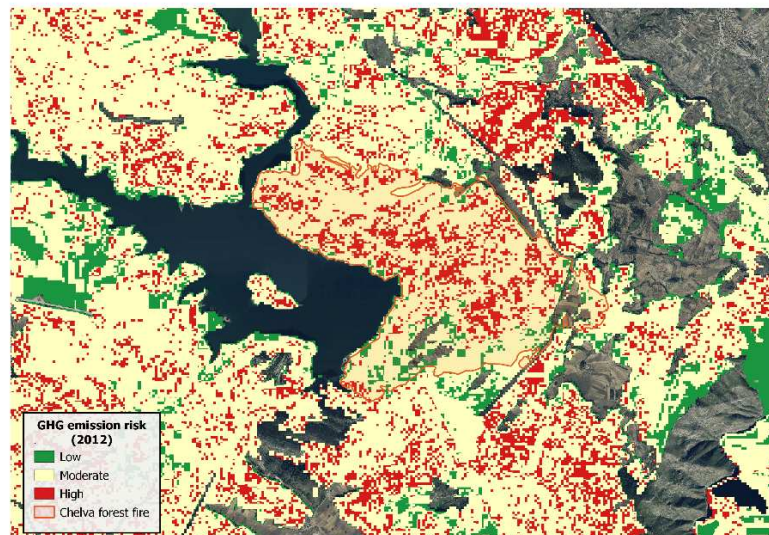 GHG emission risk
(2012)
Low
Moderate
High
Chelva forest fire